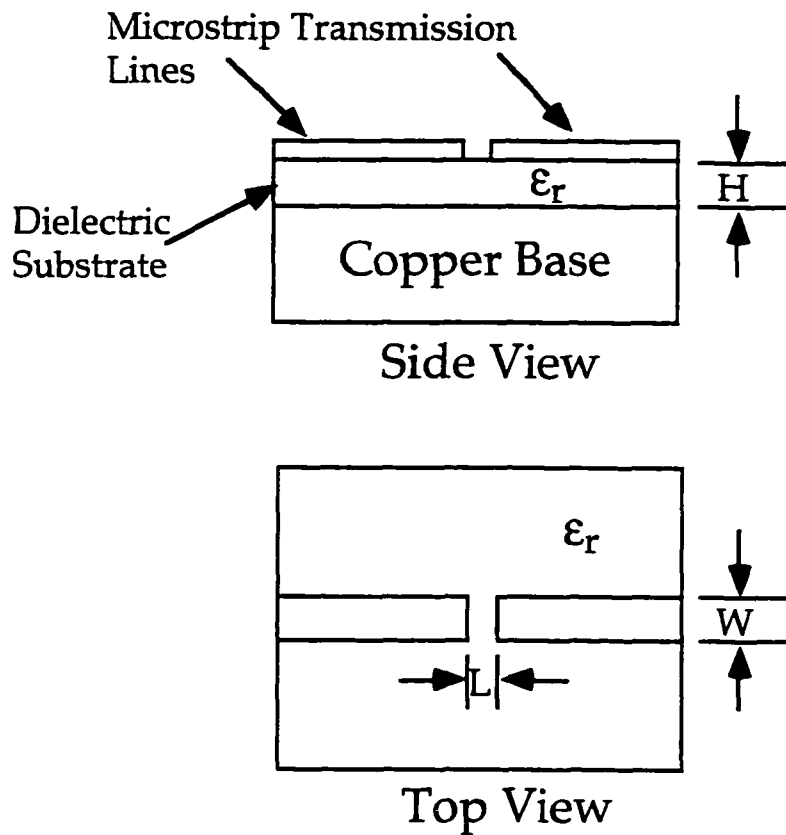 Microstrip Transmission
Lines
εr
H
Dielectric
Substrate
Copper Base
Side View
εr
W
L
Top View